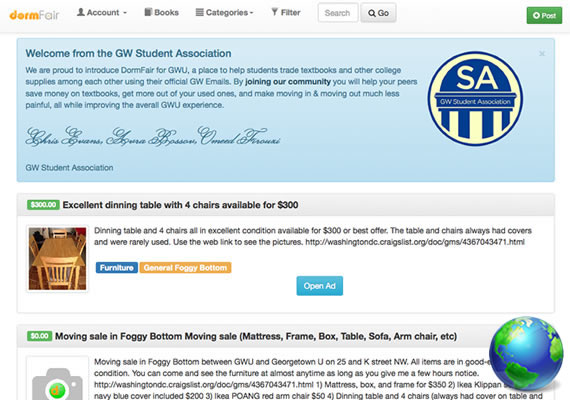 dormFair Account Books Categories Filter Search Go Post
Welcome from the GW Student Association ×
We are proud to introduce DormFair for GWU, a place to help students trade textbooks and other college
supplies among each other using their official GW Emails. By joining our community you will help your peers
save money on textbooks, get more out of your used ones, and make moving in & moving out much less
painful, all while improving the averall GWU experience.
SA
GW Student Association
Chris Evans, Anna Bosson, Omeed Firouzi
GW Student Association
$300.00 Excellent dinning table with 4 chairs available for $300
Dinning table and 4 chairs all in excellent condition available for $300 or best offer. The table and chairs always had covers
and were rarely used. Use the web link to see the pictures. http://washingtondc.craigslist.org/doc/gms/4367043471.html
Furniture General Foggy Bottom
Open Ad
$0.00 Moving sale in Foggy Bottom Moving sale (Mattress, Frame, Box, Table, Sofa, Arm chair, etc)
Moving sale in Foggy Bottom between GWU and Georgetown U on 25 and K street NW. All items are in good-e
condition. You can come and see the furniture at almost anytime as long as you give me a few hours notice.
http://washingtondc.craigslist.org/doc/gms/4367043471.html 1) Mattress, box, and frame for $350 2) Ikea Klippan
navy blue cover included $200 3) Ikea POANG red arm chair $50 4) Dinning table and 4 chairs (always had cover on table and